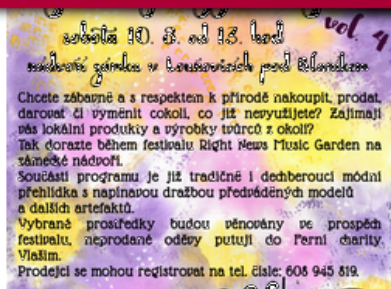 vol. 4
sobota 10. 8. od 13. hod
zámecké nádvoří.
Chcete zábavně a s respektem k přírodě nakoupit, prodat,
darovat či vyměnit cokoli, co již nevyužijete? Zajímají
vás lokální produkty a výrobky tvůrců z okolí?
Tak dorazte během festivalu Right News Music Garden na
zámecké nádvoří.
Součástí programu je již tradičně i dechberoucí módní
přehlídka s napínavou dražbou předváděných modelů
a dalších artefaktů.
Vybrané prostředky budou věnovány ve prospěch
festivalu, neprodané oděvy putují do Farní charity
Vlašim.
Prodejci se mohou registrovat na tel. čísle: 608 945 819.